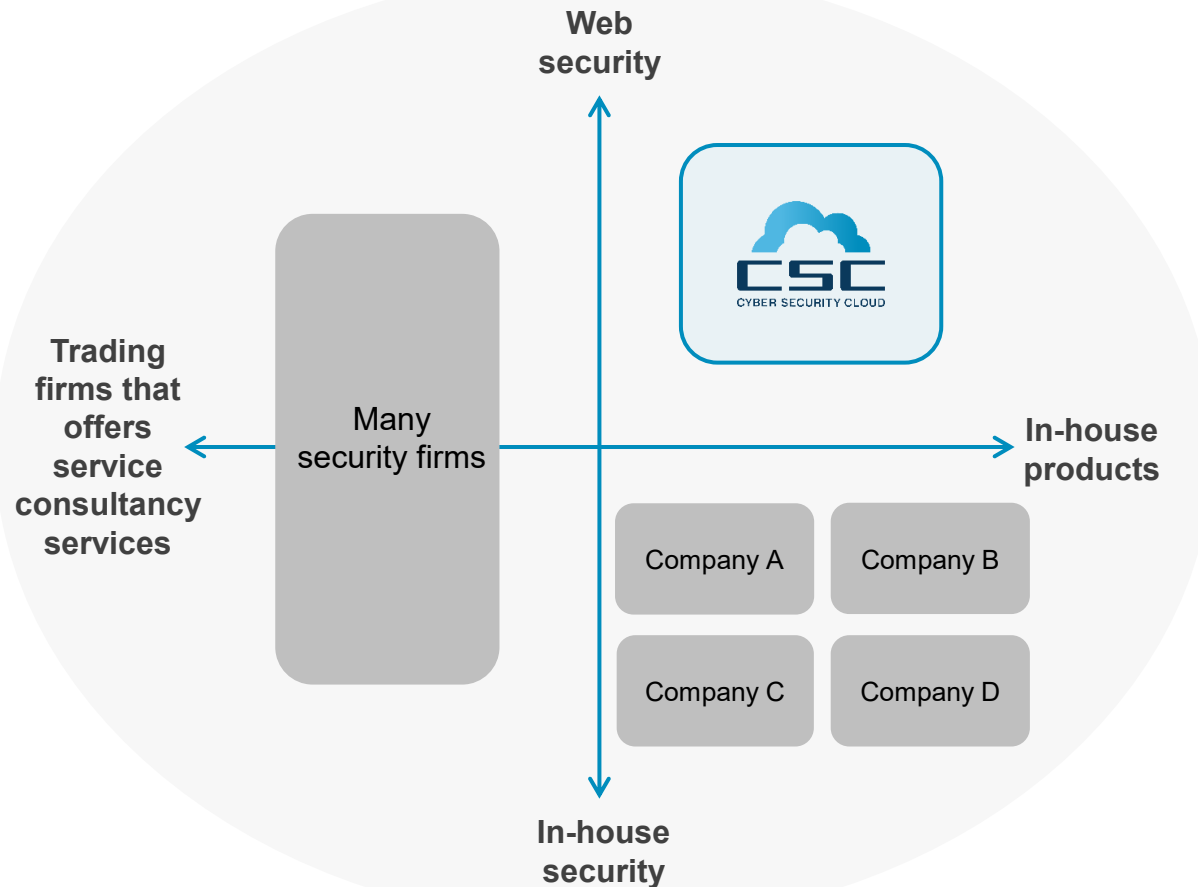 Web
security
CSC
CYBER SECURITY CLOUD
Trading
firms that
offers
service
consultancy
services
Many
security firms
In-house
products
Company A
Company B
Company C
Company D
In-house
security